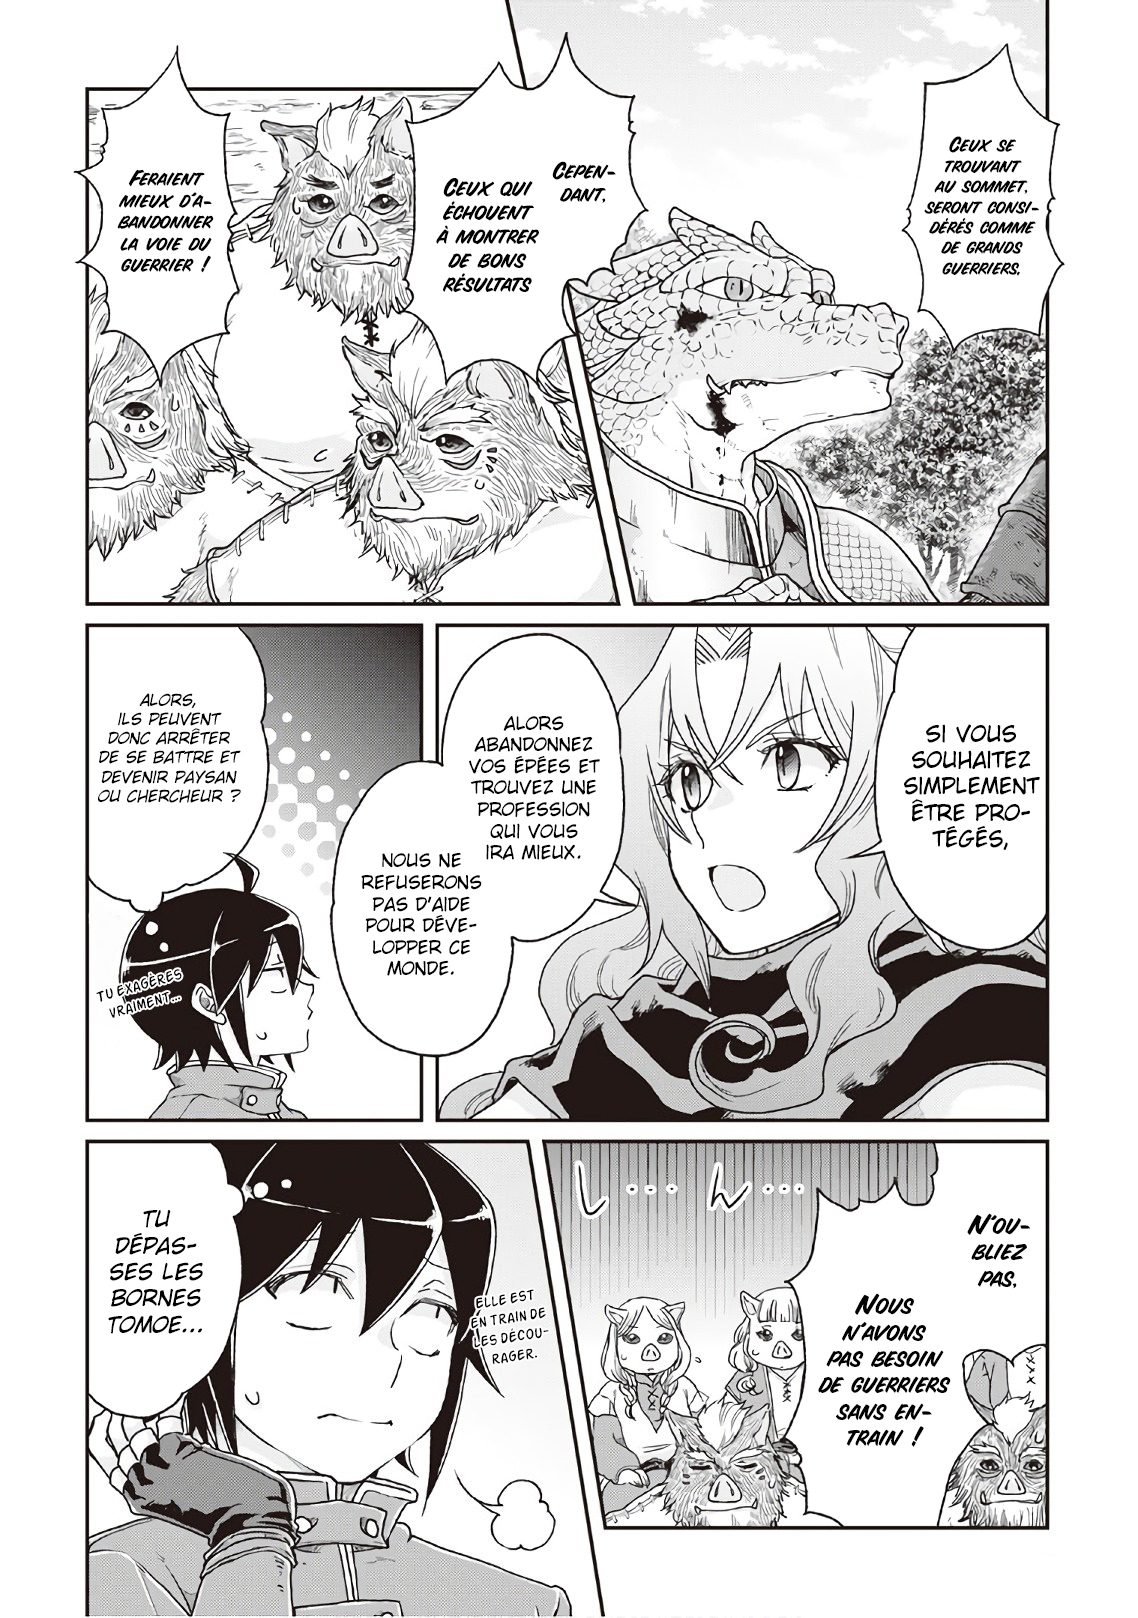 Ceux se
trouvant
au sommet,
seront consi-
dérés comme
de grands
guerriers,
Cepen-
dant,
Ceux qui
échouent
à montrer
de bons
résultats
Feraient
mieux d'a-
bandonner
la voie du
guerrier !
SI VOUS
SOUHAITEZ
SIMPLEMENT
ÊTRE PRO-
TÉGÉS,
ALORS
ABANDONNEZ
VOS ÉPÉES ET
TROUVEZ UNE
PROFESSION
QUI VOUS
IRA MIEUX.
NOUS NE
REFUSERONS
PAS D'AIDE
POUR DÉVE-
LOPPER CE
MONDE.
ALORS,
ILS PEUVENT
DONC ARRÊTER
DE SE BATTRE ET
DEVENIR PAYSAN
OU CHERCHEUR ?
TU EXAGÈRES
VRAIMENT...
N'ou-
bliez
pas,
Nous
n'avons
pas besoin
de guerriers
sans en-
train !
し…ん…
ELLE EST
EN TRAIN DE
LES DÉCOU-
RAGER.
TU
DÉPAS-
SES LES
BORNES
TOMOE...